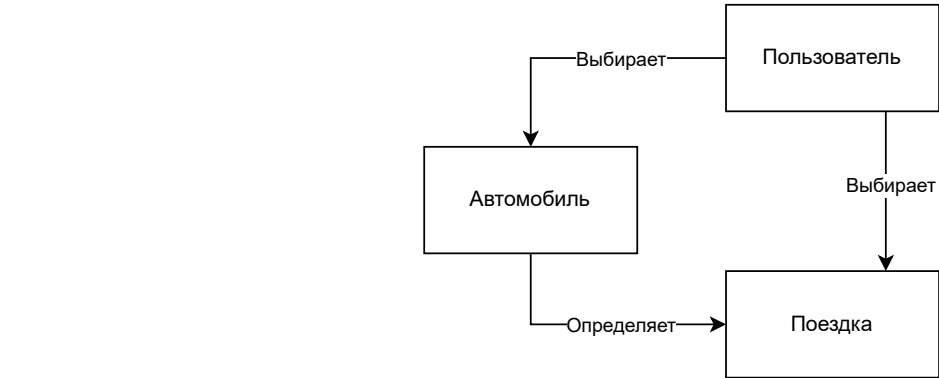 Пользователь
Выбирает
Автомобиль
Выбирает
Определяет
Поездка